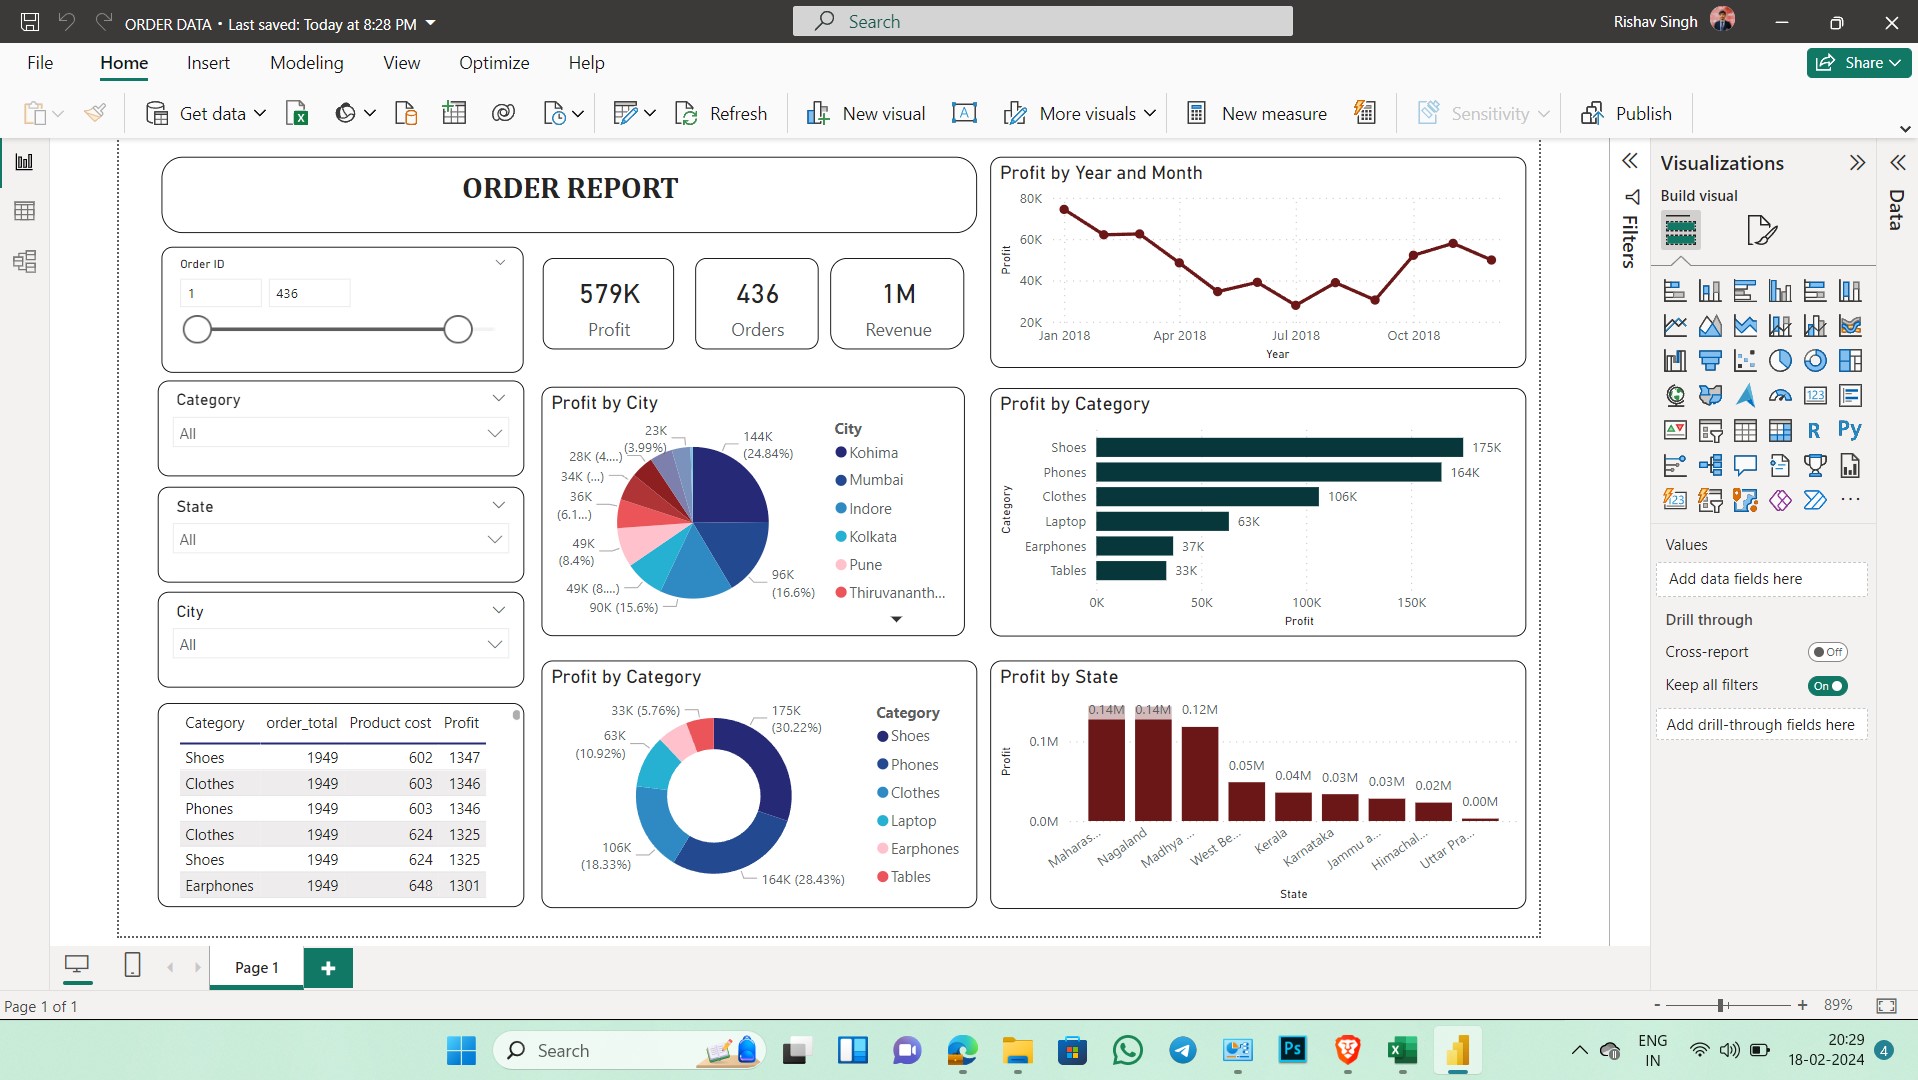 ORDER DATA • Last saved: Today at 8:28 PM
Search
Rishav Singh
File Home Insert Modeling View Optimize Help
Share
Get data
Refresh
New visual
More visuals
New measure
Sensitivity
Publish
ORDER REPORT
Order ID
1 436
579K
Profit
436
Orders
1M
Revenue
Category
All
State
All
City
All
Category order_total Product cost Profit
Shoes 1949 602 1347
Clothes 1949 603 1346
Phones 1949 603 1346
Clothes 1949 624 1325
Shoes 1949 624 1325
Earphones 1949 648 1301
Profit by City
23K
(3.99%)
144K
(24.84%)
28K (4....)
34K (...)
36K
(6.1...)
49K
(8.4%)
49K (8....)
90K (15.6%)
96K
(16.6%)
City
Kohima
Mumbai
Indore
Kolkata
Pune
Thiruvananth...
Profit by Category
33K (5.76%)
175K
(30.22%)
63K
(10.92%)
106K
(18.33%)
164K (28.43%)
Category
Shoes
Phones
Clothes
Laptop
Earphones
Tables
Profit by Year and Month
80K
60K
40K
20K
Profit
Jan 2018 Apr 2018 Jul 2018 Oct 2018
Year
Profit by Category
Category
Shoes 175K
Phones 164K
Clothes 106K
Laptop 63K
Earphones 37K
Tables 33K
0K 50K 100K 150K
Profit
Profit by State
0.14M 0.14M 0.12M 0.05M 0.04M 0.03M 0.03M 0.02M 0.00M
0.1M
0.0M
Profit
Maharas... Nagaland Madhya ... West Be... Kerala Karnataka Jammu a... Himachal... Uttar Pra...
State
Filters
Visualizations
Build visual
123
R Py
123
Values
Add data fields here
Drill through
Cross-report Off
Keep all filters On
Add drill-through fields here
Data
Page 1
Page 1 of 1
- + 89%
Search
Ps
ENG
IN
20:29
18-02-2024
4